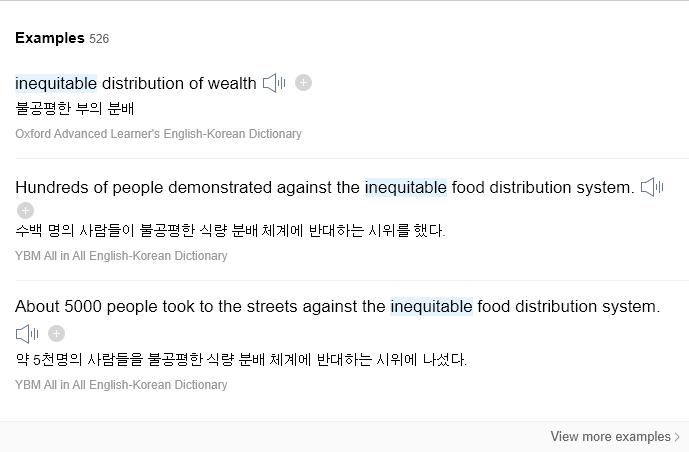 Examples 526
inequitable distribution of wealth
불공평한 부의 분배
Oxford Advanced Learner's English-Korean Dictionary
Hundreds of people demonstrated against the inequitable food distribution system.
수백 명의 사람들이 불공평한 식량 분배 체계에 반대하는 시위를 했다.
YBM All in All English-Korean Dictionary
About 5000 people took to the streets against the inequitable food distribution system.
약 5천명의 사람들을 불공평한 식량 분배 체계에 반대하는 시위에 나섰다.
YBM All in All English-Korean Dictionary
View more examples